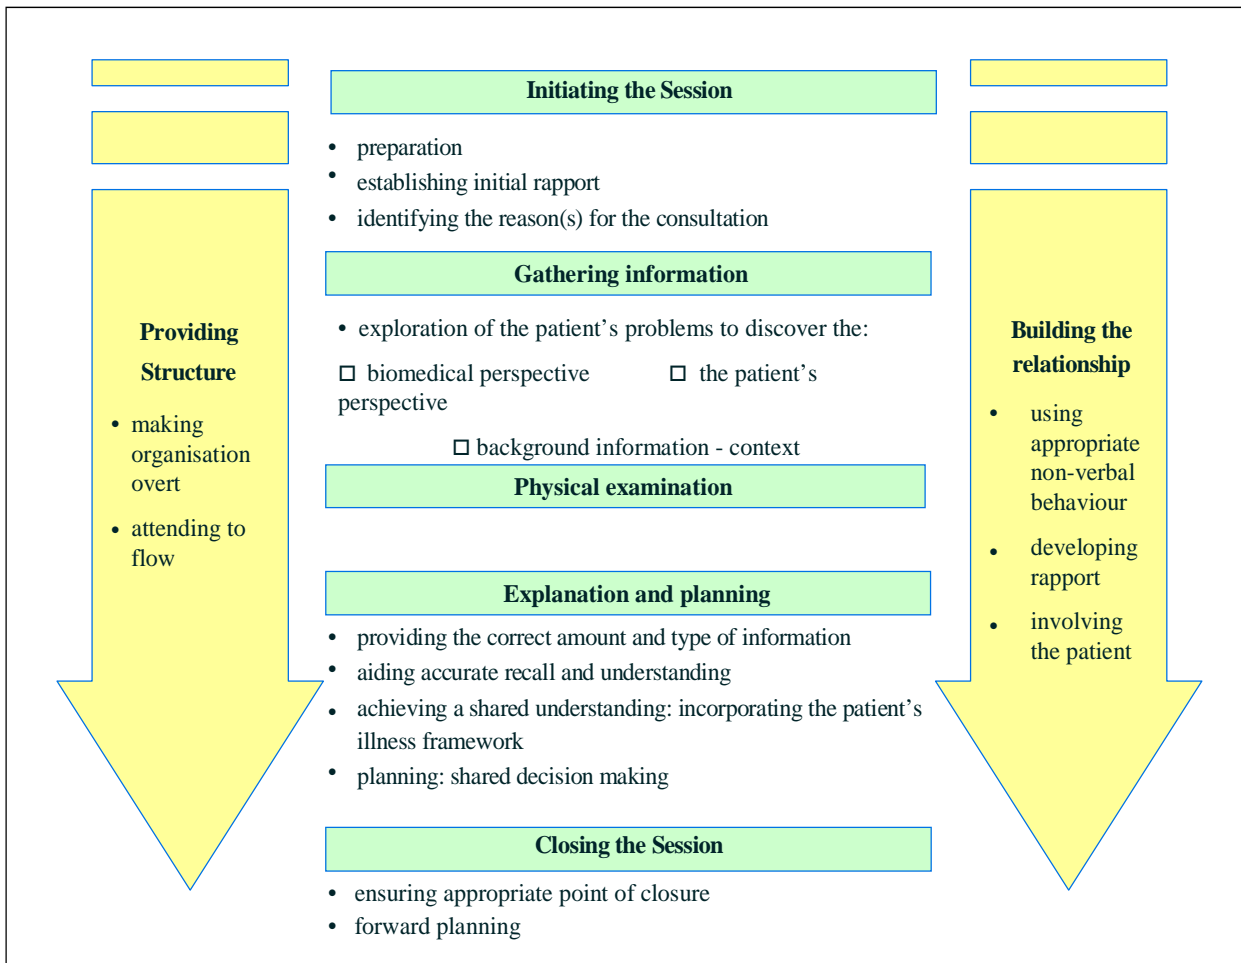 Initiating the Session
• preparation
• establishing initial rapport
• identifying the reason(s) for the consultation
Gathering information
• exploration of the patient’s problems to discover the:
☐ biomedical perspective ☐ the patient’s
perspective
☐ background information - context
Physical examination
Explanation and planning
• providing the correct amount and type of information
• aiding accurate recall and understanding
• achieving a shared understanding: incorporating the patient’s
illness framework
• planning: shared decision making
Closing the Session
• ensuring appropriate point of closure
• forward planning
Providing
Structure
• making
organisation
overt
• attending to
flow
Building the
relationship
• using
appropriate
non-verbal
behaviour
• developing
rapport
• involving
the patient